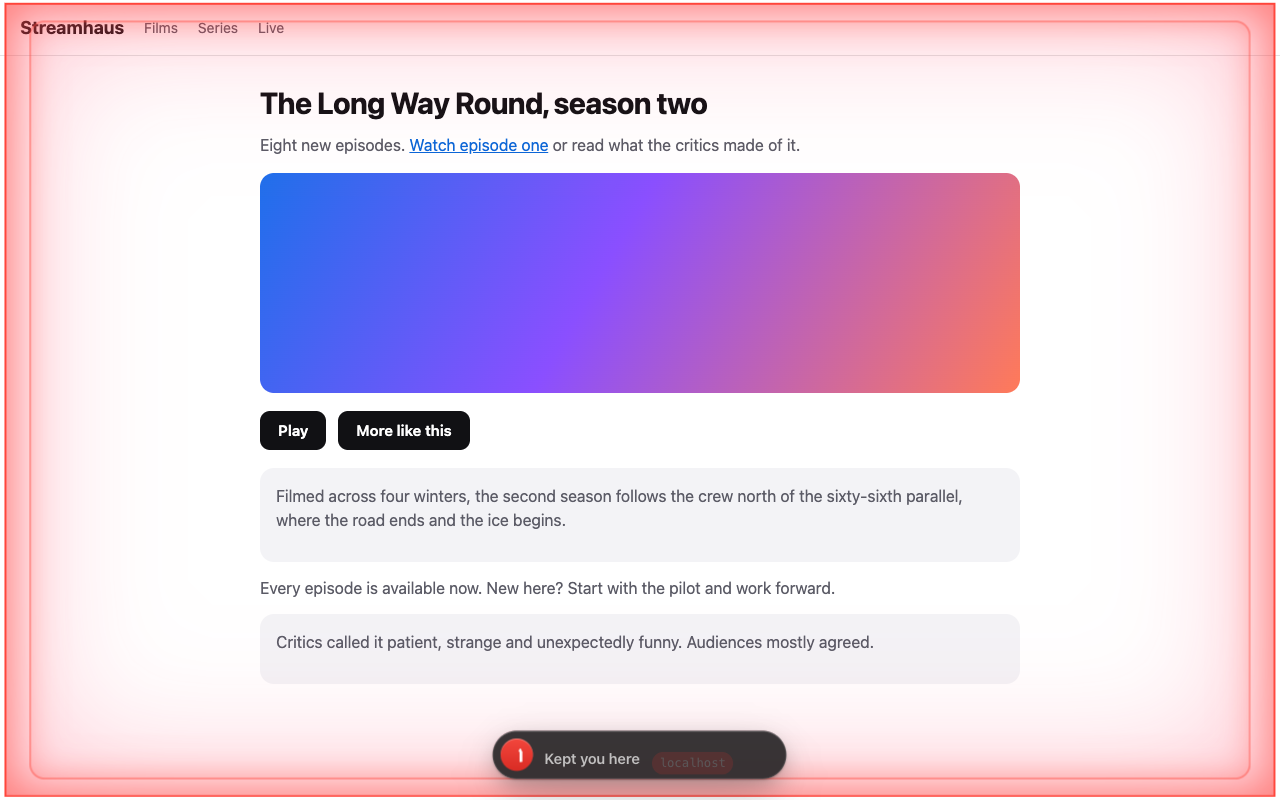 Streamhaus Films Series Live
The Long Way Round, season two
Eight new episodes. Watch episode one or read what the critics made of it.
Play More like this
Filmed across four winters, the second season follows the crew north of the sixty-sixth parallel,
where the road ends and the ice begins.
Every episode is available now. New here? Start with the pilot and work forward.
Critics called it patient, strange and unexpectedly funny. Audiences mostly agreed.
Kept you here localhost